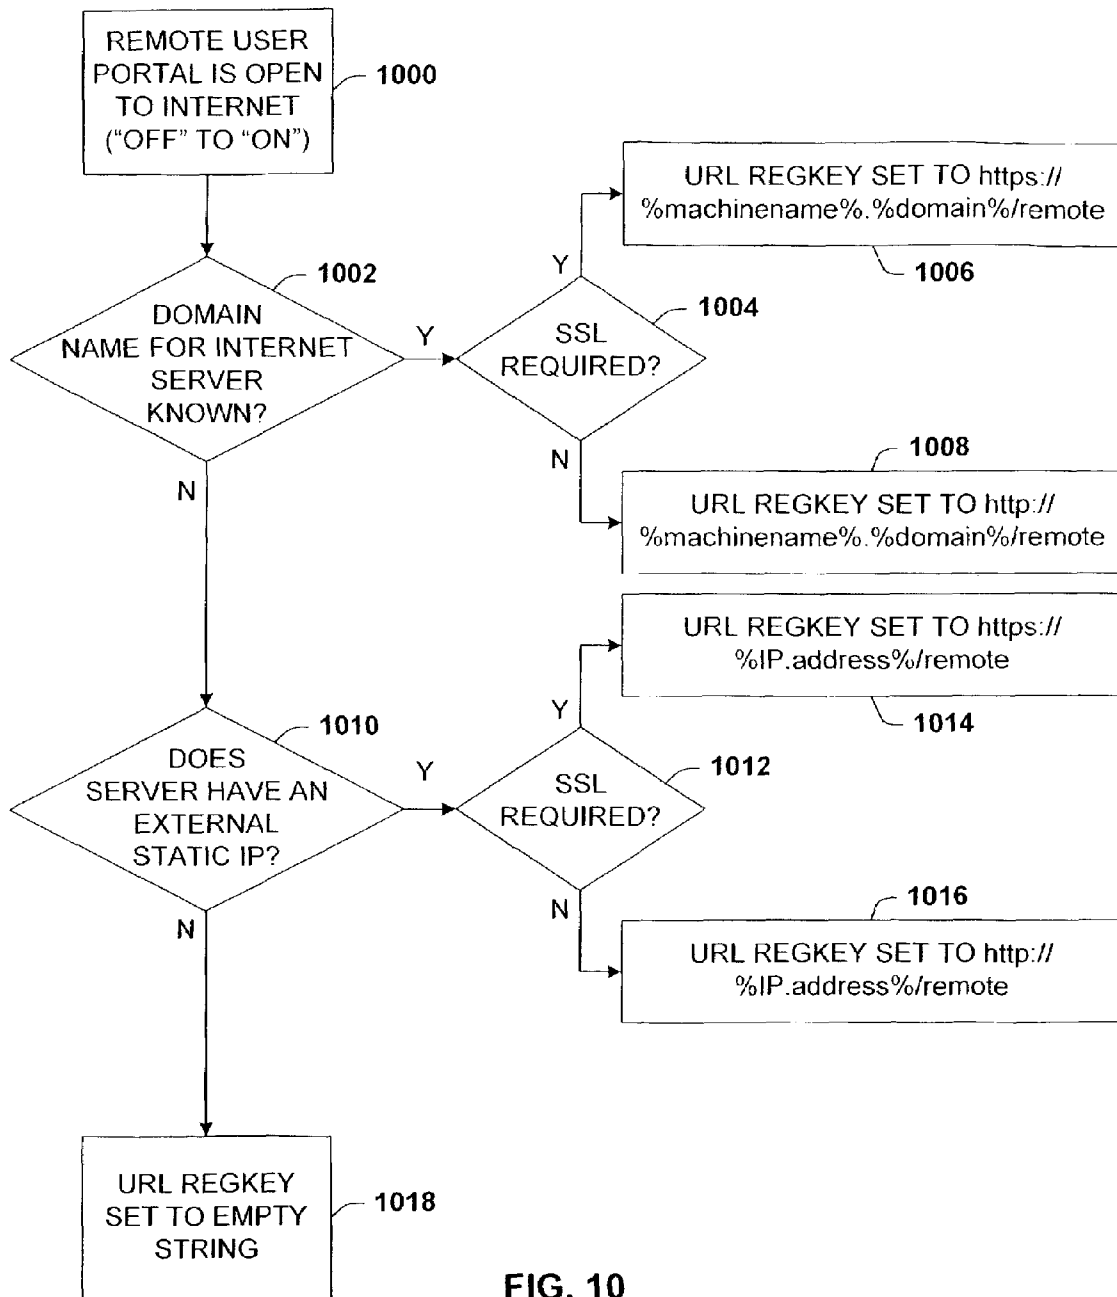 REMOTE USER
PORTAL IS OPEN
TO INTERNET
("OFF" TO "ON")
1000
URL REGKEY SET TO https://
%machinename%.%domain%/remote
1006
1002
DOMAIN
NAME FOR INTERNET
SERVER
KNOWN?
Y
N
Y
1004
SSL
REQUIRED?
N
1008
URL REGKEY SET TO http://
%machinename%.%domain%/remote
URL REGKEY SET TO https://
%IP.address%/remote
1014
1010
DOES
SERVER HAVE AN
EXTERNAL
STATIC IP?
Y
N
Y
1012
SSL
REQUIRED?
N
1016
URL REGKEY SET TO http://
%IP.address%/remote
URL REGKEY
SET TO EMPTY
STRING
1018
FIG. 10